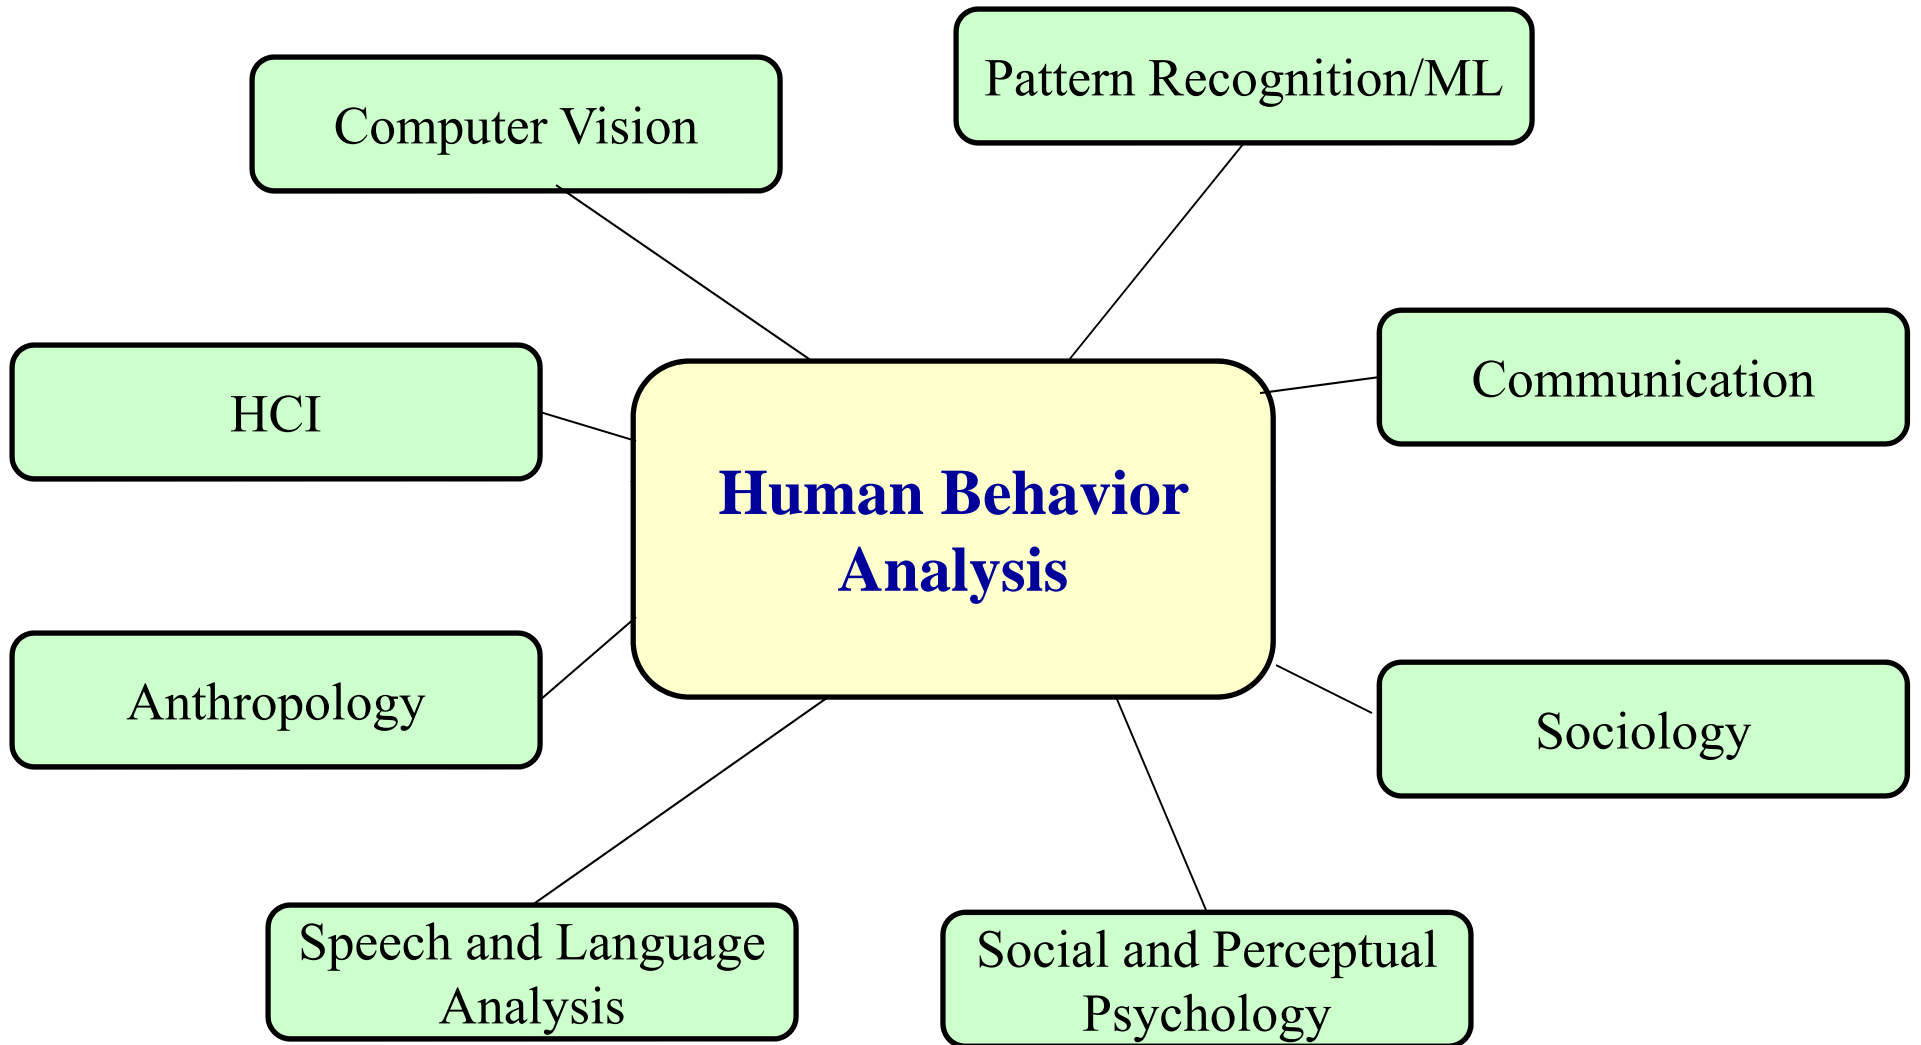 Pattern Recognition/ML
Computer Vision
Communication
HCI
Human Behavior
Analysis
Anthropology
Sociology
Speech and Language
Analysis
Social and Perceptual
Psychology